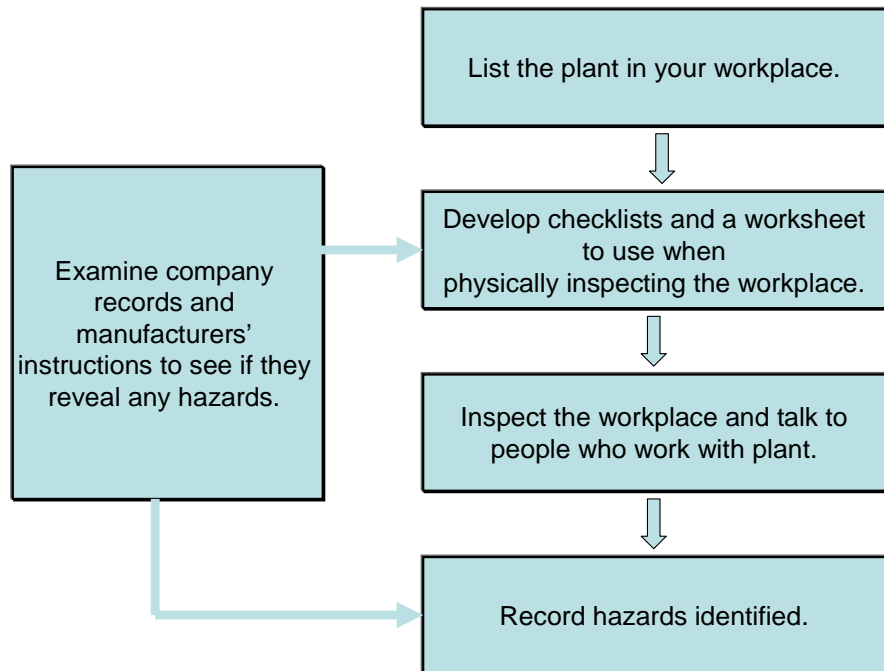 List the plant in your workplace.
Develop checklists and a worksheet
to use when
physically inspecting the workplace.
Examine company
records and
manufacturers’
instructions to see if they
reveal any hazards.
Inspect the workplace and talk to
people who work with plant.
Record hazards identified.